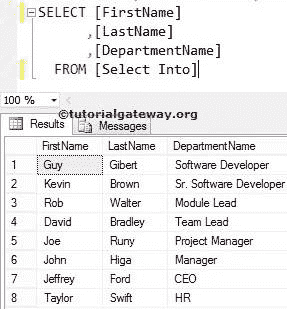 SELECT [FirstName]
,[LastName]
,[DepartmentName]
FROM [Select Into]
100 %
©tutorialgateway.org
Results Messages
FirstName LastName DepartmentName
1 Guy Gibert Software Developer
2 Kevin Brown Sr. Software Developer
3 Rob Walter Module Lead
4 David Bradley Team Lead
5 Joe Runy Project Manager
6 John Higa Manager
7 Jeffrey Ford CEO
8 Taylor Swift HR